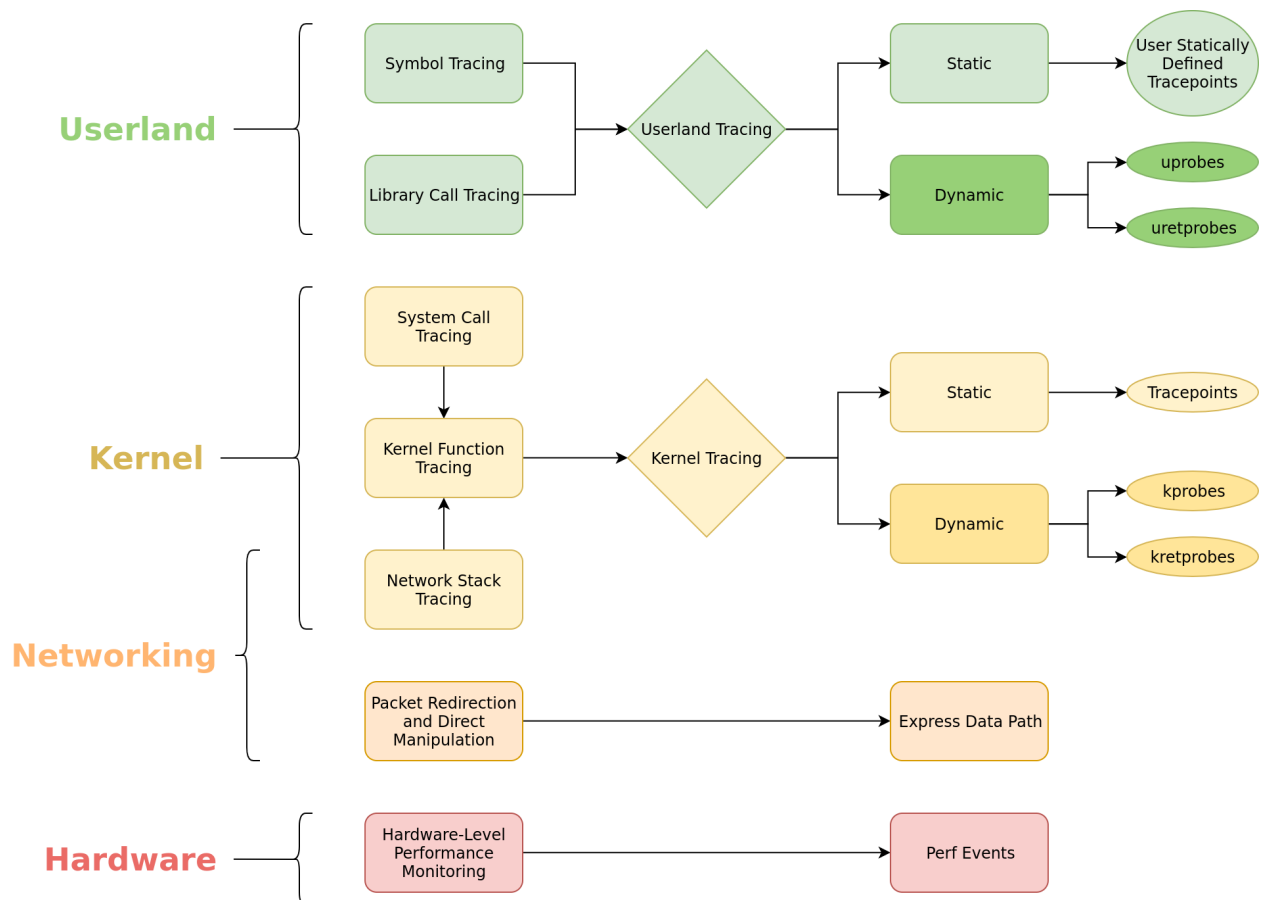 Userland
Symbol Tracing
Library Call Tracing
Userland Tracing
Static
User Statically
Defined
Tracepoints
Dynamic
uprobes
uretprobes
Kernel
System Call
Tracing
Kernel Function
Tracing
Network Stack
Tracing
Kernel Tracing
Static
Tracepoints
Dynamic
kprobes
kretprobes
Networking
Packet Redirection
and Direct
Manipulation
Express Data Path
Hardware
Hardware-Level
Performance
Monitoring
Perf Events